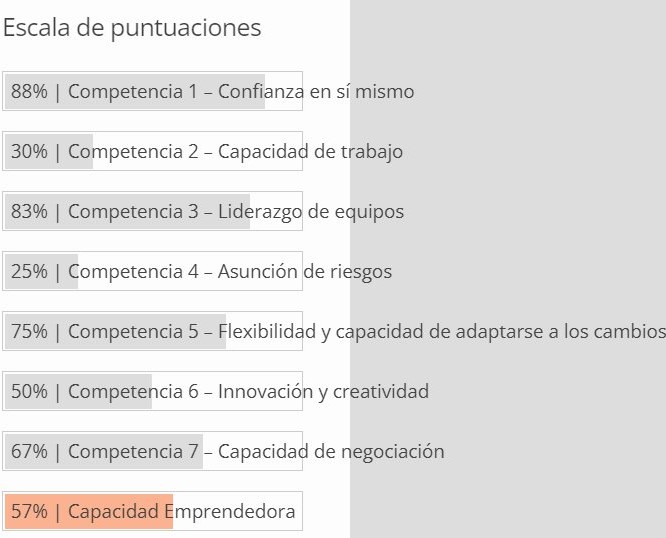 Escala de puntuaciones
88% | Competencia 1 – Confianza en sí mismo
30% | Competencia 2 – Capacidad de trabajo
83% | Competencia 3 – Liderazgo de equipos
25% | Competencia 4 – Asunción de riesgos
75% | Competencia 5 – Flexibilidad y capacidad de adaptarse a los cambios
50% | Competencia 6 – Innovación y creatividad
67% | Competencia 7 – Capacidad de negociación
57% | Capacidad Emprendedora